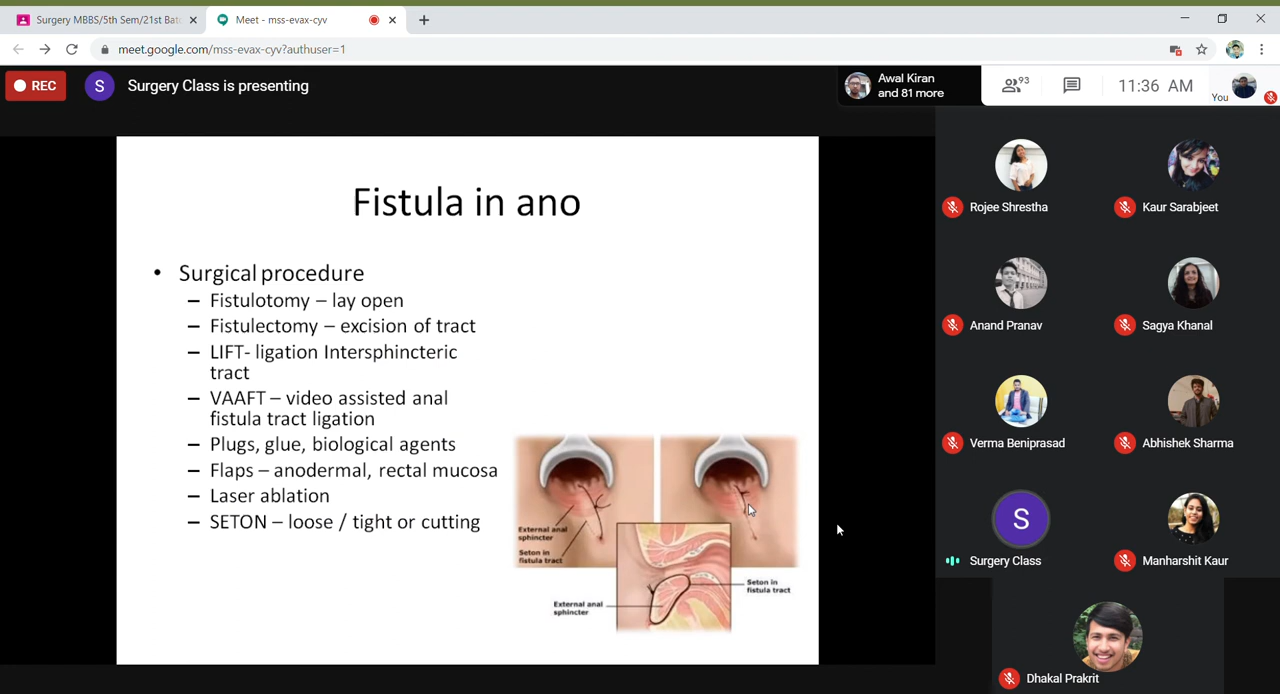 Surgery MBBS/5th Sem/21st Bat
Meet - mss-evax-cyv
meet.google.com/mss-evax-cyv?authuser=1
REC
S
Surgery Class is presenting
Awal Kiran
and 81 more
93
11:36 AM
You
Fistula in ano
• Surgical procedure
– Fistulotomy – lay open
– Fistulectomy – excision of tract
– LIFT- ligation Intersphincteric
tract
– VAAFT – video assisted anal
fistula tract ligation
– Plugs, glue, biological agents
– Flaps – anodermal, rectal mucosa
– Laser ablation
– SETON – loose / tight or cutting
External anal
sphincter
Seton in
fistula tract
External anal
sphincter
Seton in
fistula tract
Rojee Shrestha
Kaur Sarabjeet
Anand Pranav
Sagya Khanal
Verma Beniprasad
Abhishek Sharma
S
Surgery Class
Manharshit Kaur
Dhakal Prakrit